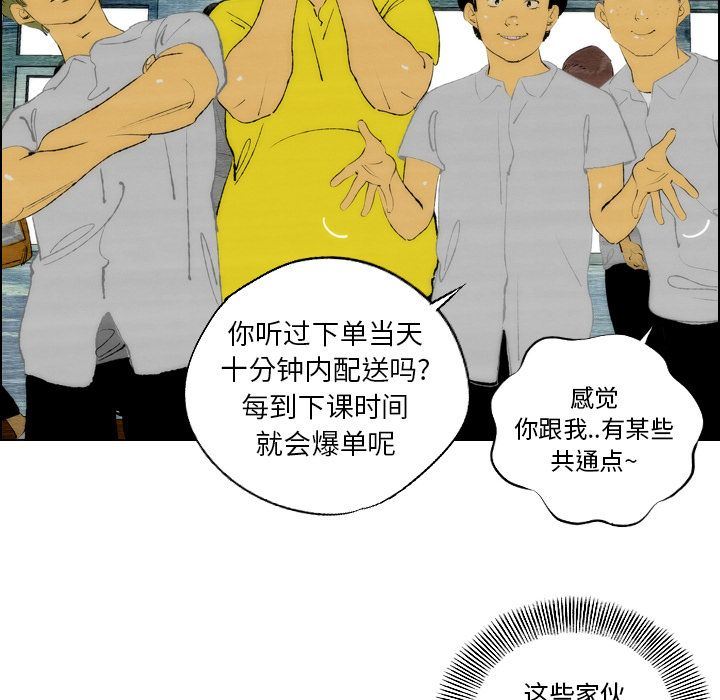 你听过下单当天
十分钟内配送吗?
每到下课时间
就会爆单呢
感觉
你跟我..有某些
共通点~
这些家伙